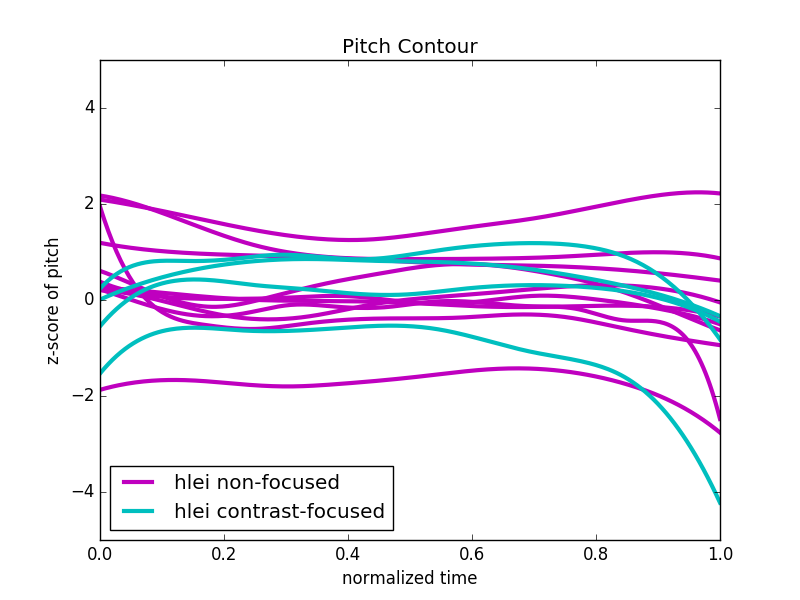 Pitch Contour
z-score of pitch
4
2
0
−2
−4
hlei non-focused
hlei contrast-focused
0.0 0.2 0.4 0.6 0.8 1.0
normalized time